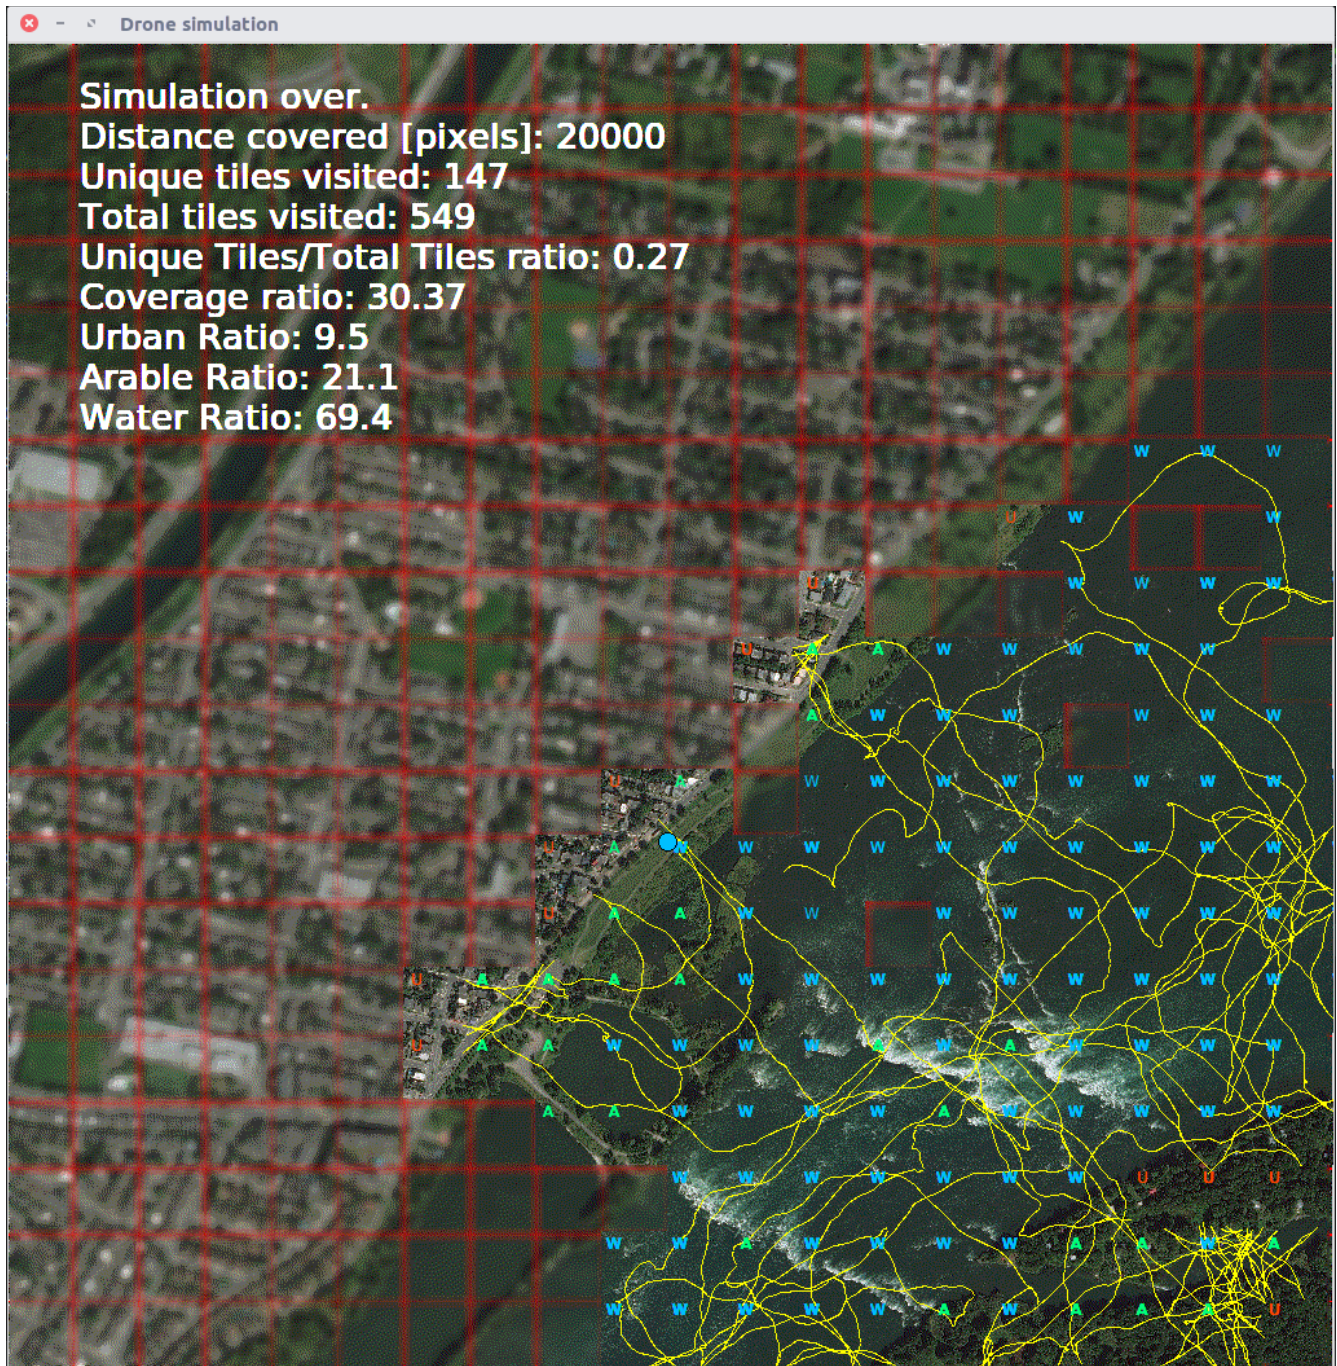 Drone simulation
Simulation over.
Distance covered [pixels]: 20000
Unique tiles visited: 147
Total tiles visited: 549
Unique Tiles/Total Tiles ratio: 0.27
Coverage ratio: 30.37
Urban Ratio: 9.5
Arable Ratio: 21.1
Water Ratio: 69.4
W W W
U W W
U W W W W
U A A W W W W W
A W W W W W W
U A W W W W W W W W
U A W W W W W W W W W W
U A A W W W W W W W W
U A A A A W W W W W W W W W
U A A W W W W A W A W W W W
A A W W W W A W W W W W
W W W W W W W U U U
W W A W W W W A A W A
W W W W W A W A A A U